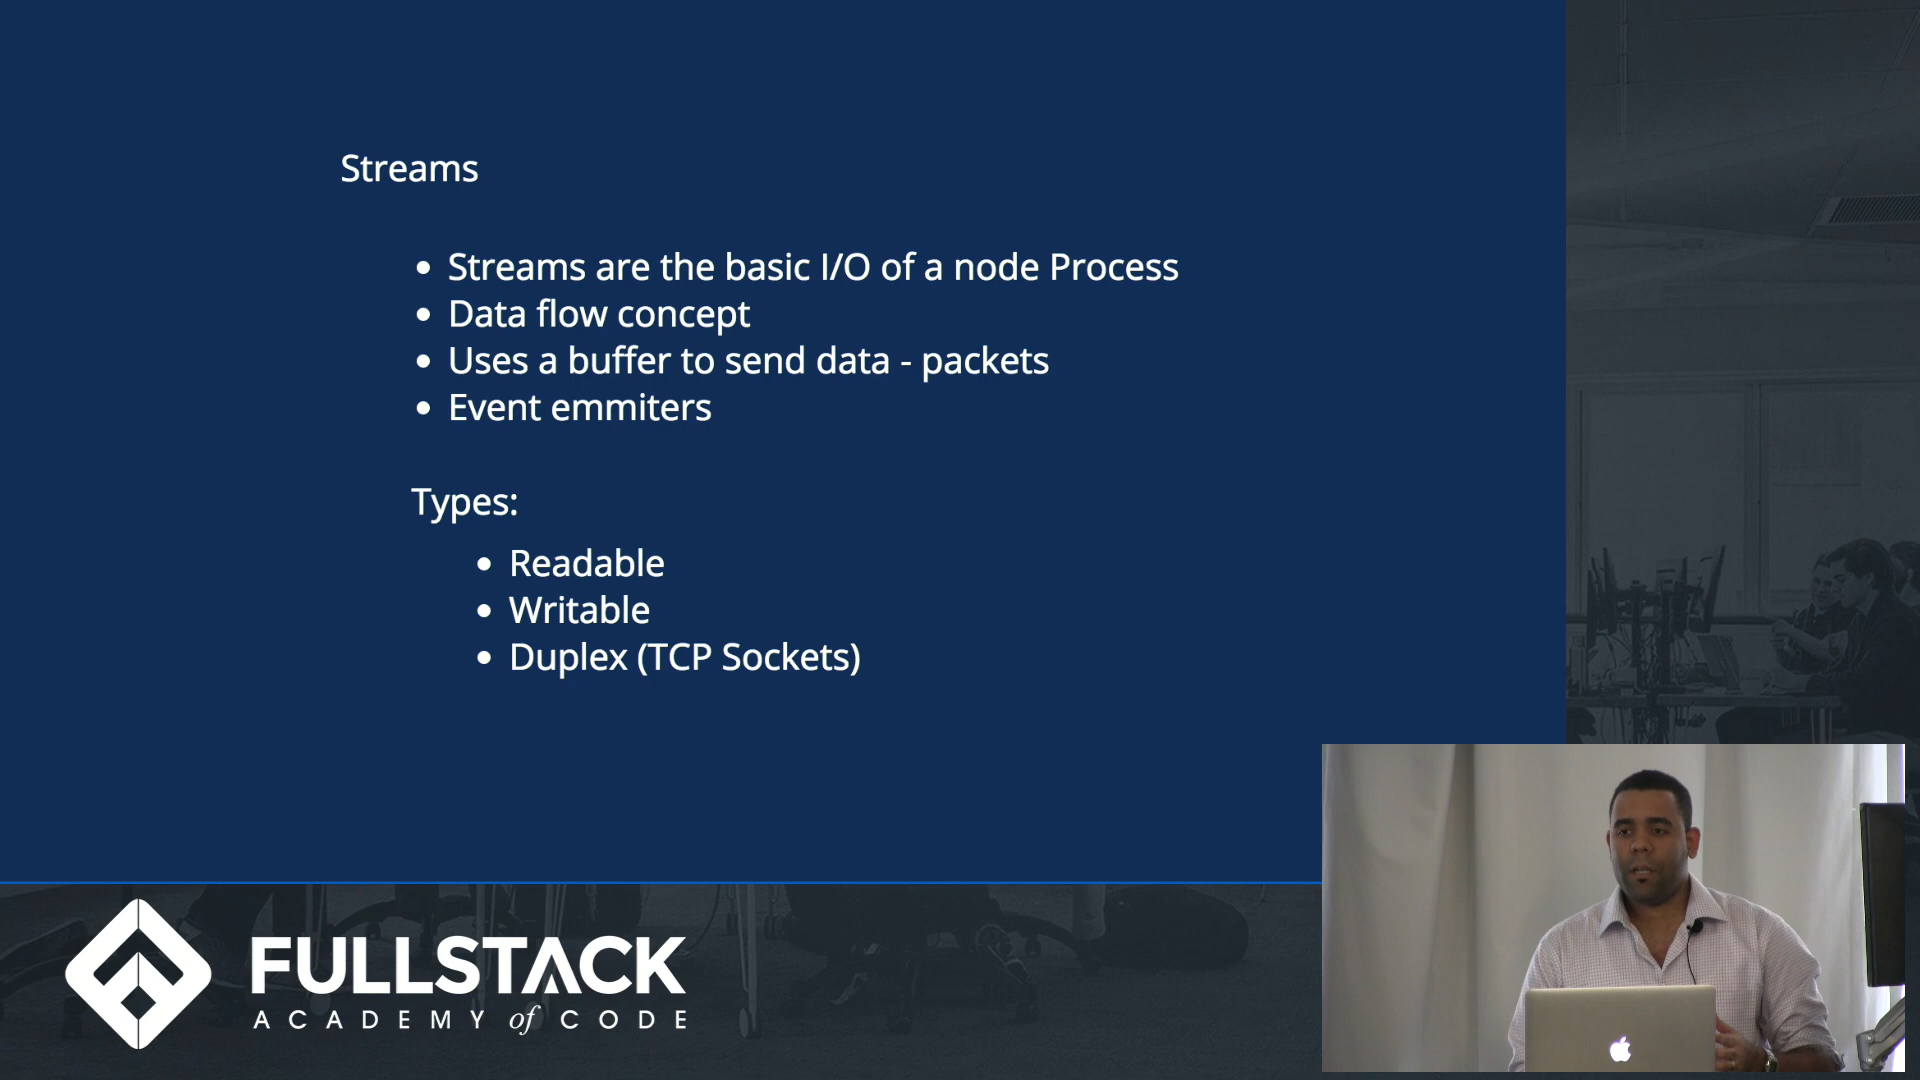 Streams
• Streams are the basic I/O of a node Process
• Data flow concept
• Uses a buffer to send data - packets
• Event emmiters
Types:
• Readable
• Writable
• Duplex (TCP Sockets)
FULLSTACK
ACADEMY of CODE